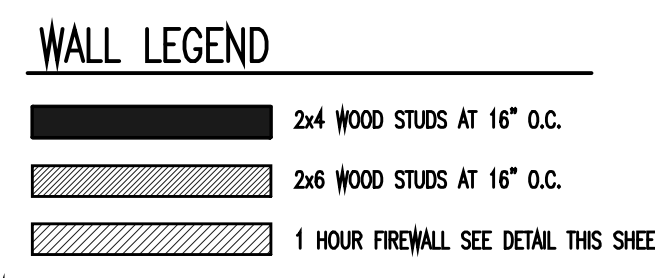 WALL LEGEND
2x4 WOOD STUDS AT 16" O.C.
2x6 WOOD STUDS AT 16" O.C.
1 HOUR FIREWALL SEE DETAIL THIS SHEE